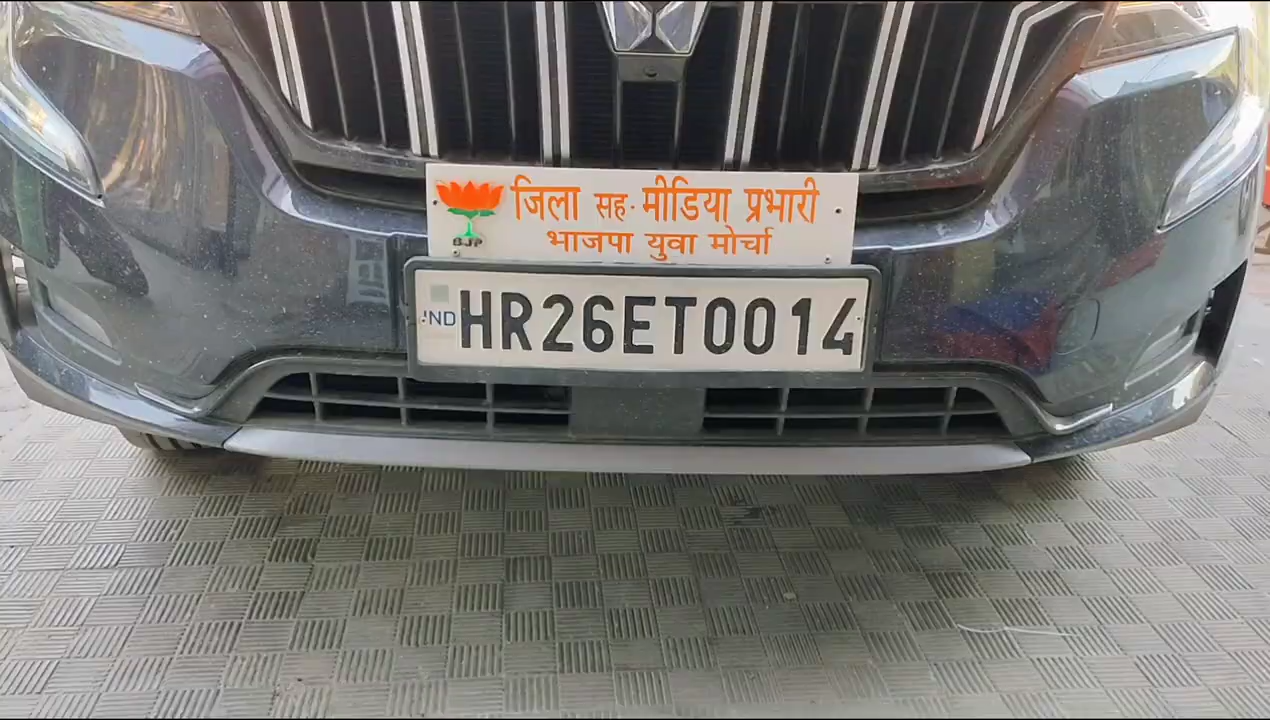 जिला सह· मीडिया प्रभारी
BJP भाजपा युवा मोर्चा
IND HR26ET0014